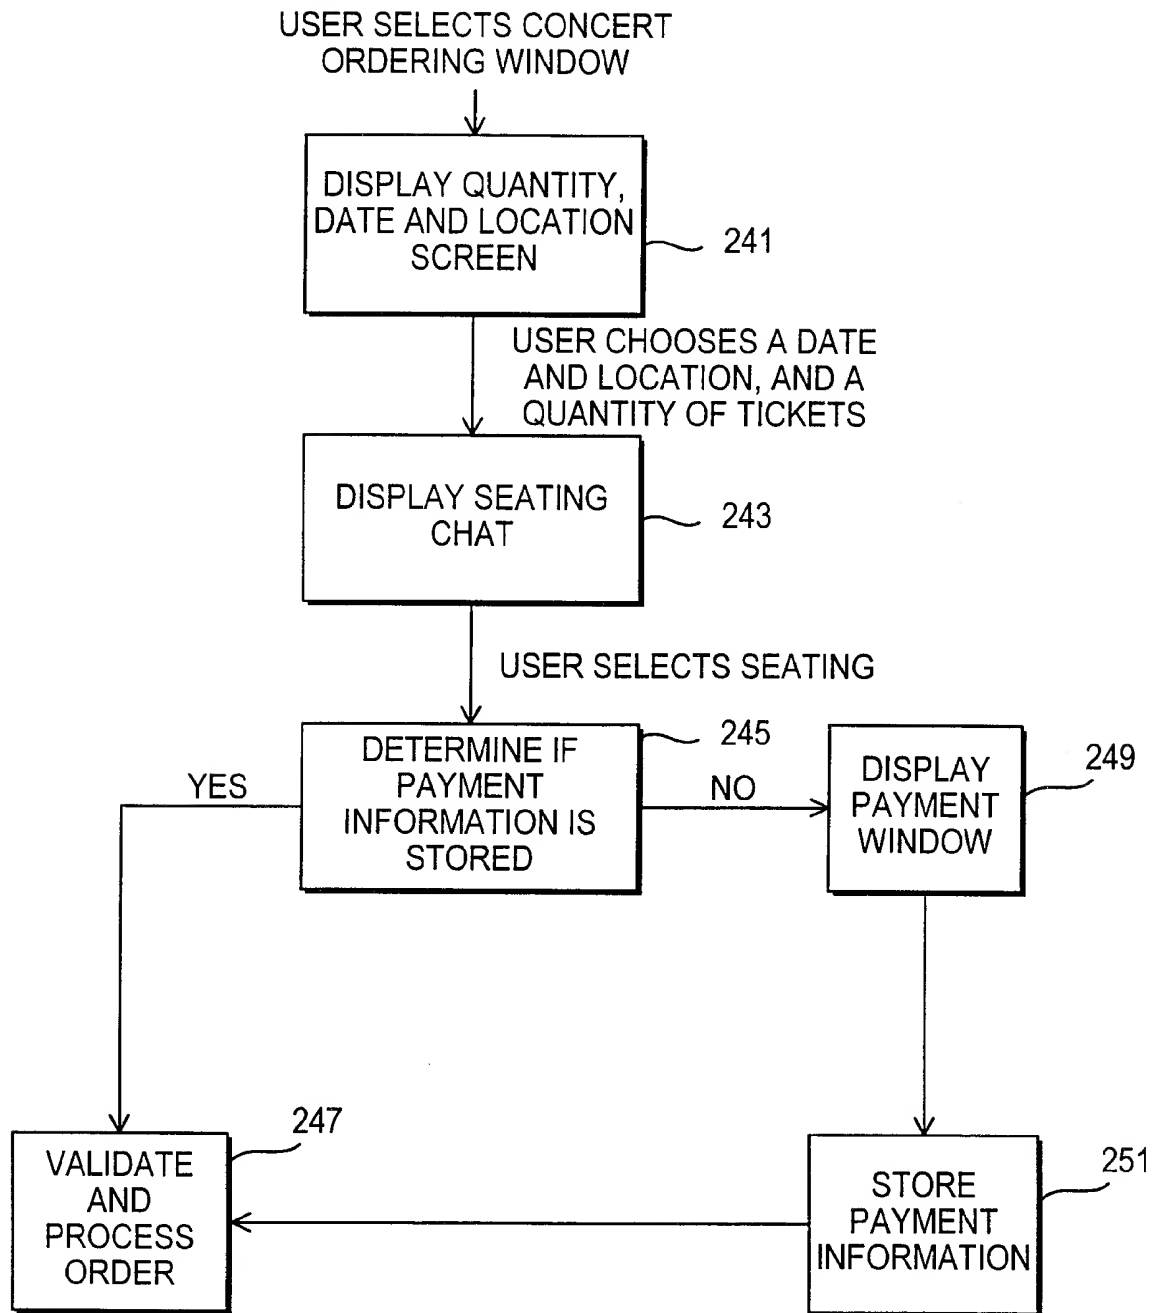 USER SELECTS CONCERT
ORDERING WINDOW
DISPLAY QUANTITY,
DATE AND LOCATION
SCREEN
241
USER CHOOSES A DATE
AND LOCATION, AND A
QUANTITY OF TICKETS
DISPLAY SEATING
CHAT
243
USER SELECTS SEATING
DETERMINE IF
PAYMENT
INFORMATION IS
STORED
245
YES
NO
DISPLAY
PAYMENT
WINDOW
249
VALIDATE
AND
PROCESS
ORDER
247
STORE
PAYMENT
INFORMATION
251